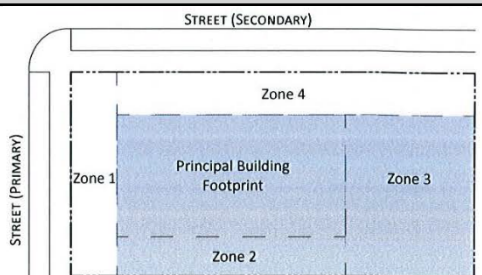 STREET (SECONDARY)
Zone 4
STREET (PRIMARY)
Zone 1
Principal Building
Footprint
Zone 3
Zone 2